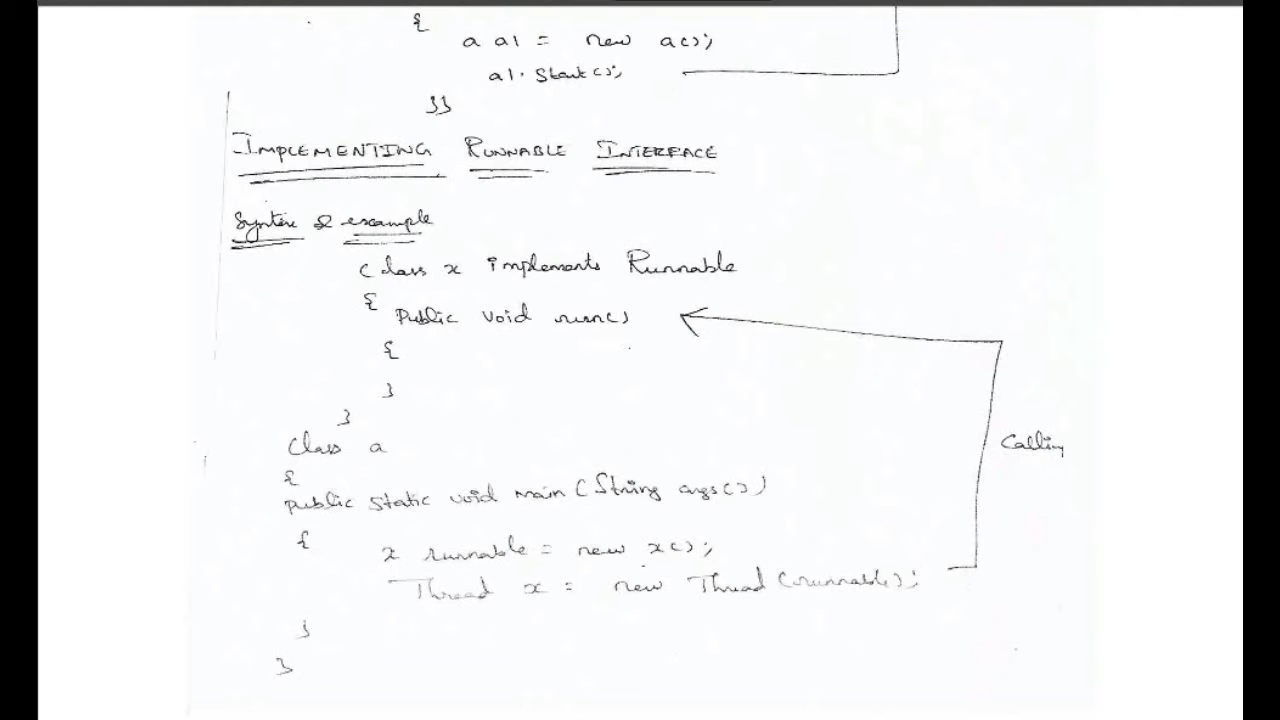 {
a a1 = new a();
a1. Start();
}}
IMPLEMENTING RUNNABLE INTERFACE
Syntax & example
Class x implements Runnable
{ Public void run()
{
}
}
Calling
Class a
{
public Static void main (String args())
{
x runnable = new x();
Thread x = new Thread (runnable);
}
}